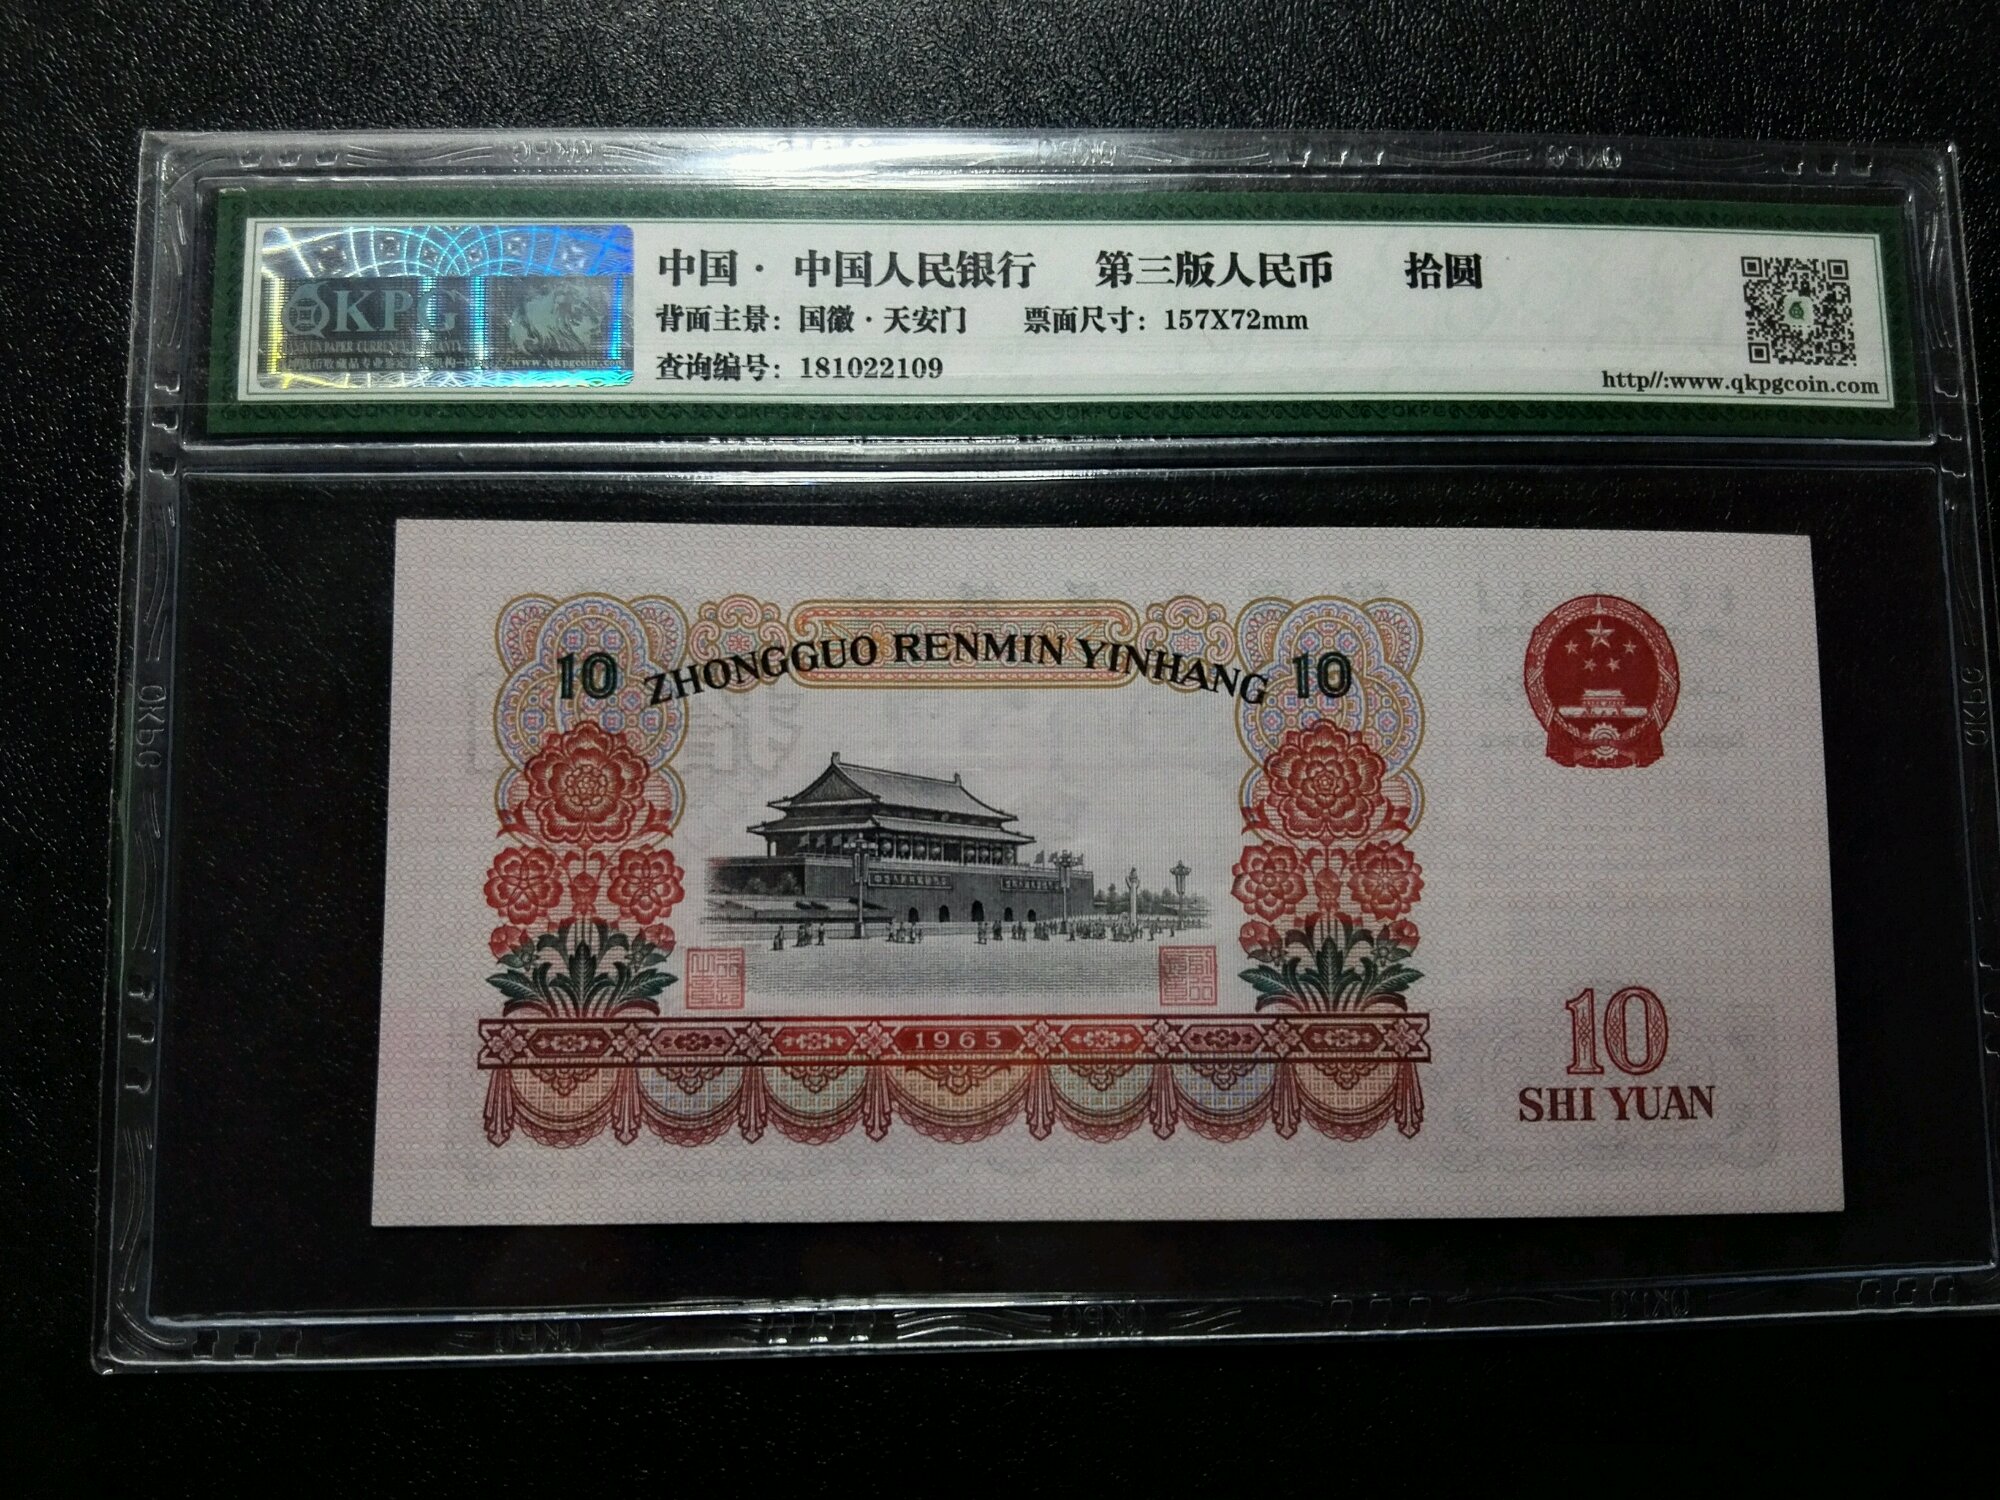 中国· 中国人民银行 第三版人民币 拾圆
背面主景：国徽·天安门 票面尺寸：157X72mm
查询编号：181022109
http//:www.qkpgcoin.com
QKPG
10 ZHONGGUO RENMIN YINHANG 10
1965
10
SHI YUAN